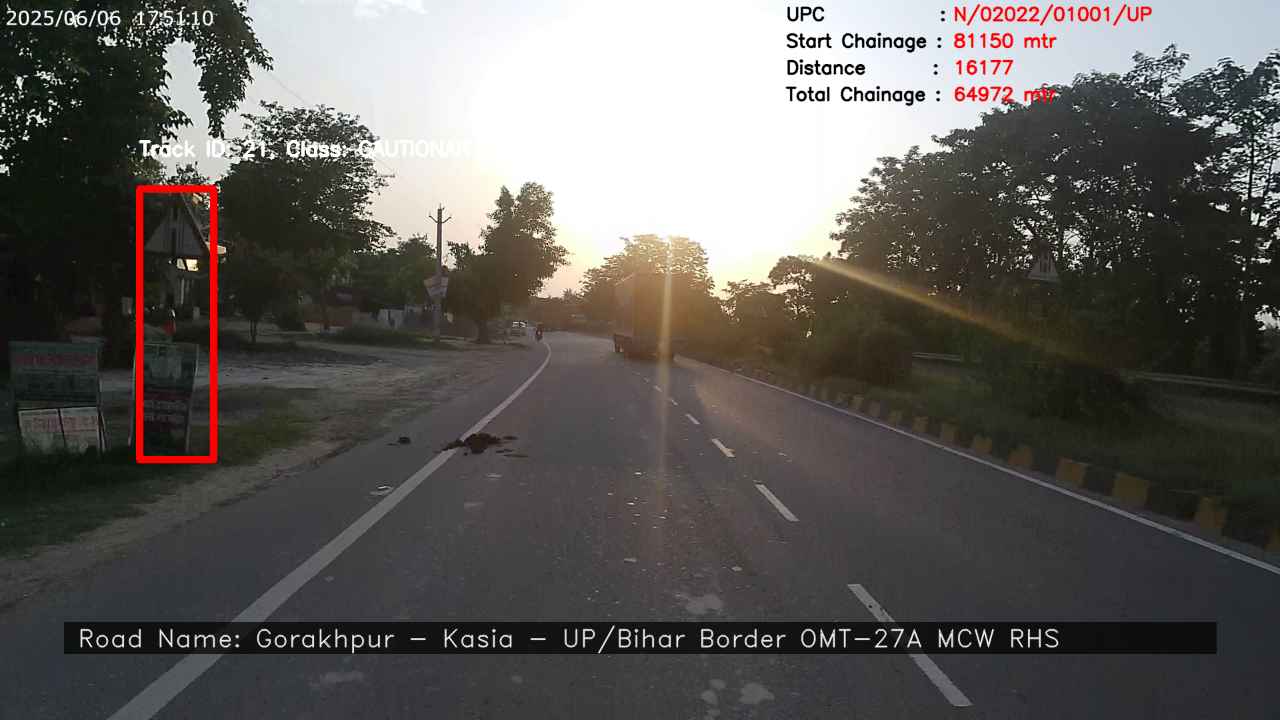 2025/06/06 17:51:10
UPC : N/02022/01001/UP
Start Chainage : 81150 mtr
Distance : 16177
Total Chainage : 64972 mtr
Track ID: 21, Class: CAUTIONAR
Road Name: Gorakhpur - Kasia - UP/Bihar Border OMT-27A MCW RHS